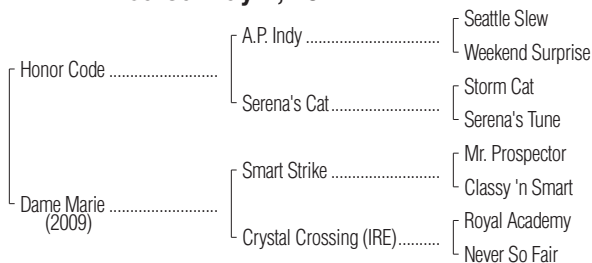 Seattle Slew
A.P. Indy ........................................
Weekend Surprise
Honor Code ................................
Storm Cat
Serena's Cat.................................
Serena's Tune
Mr. Prospector
Smart Strike ................................
Classy 'n Smart
Dame Marie ................................
(2009)
Royal Academy
Crystal Crossing (IRE)............
Never So Fair